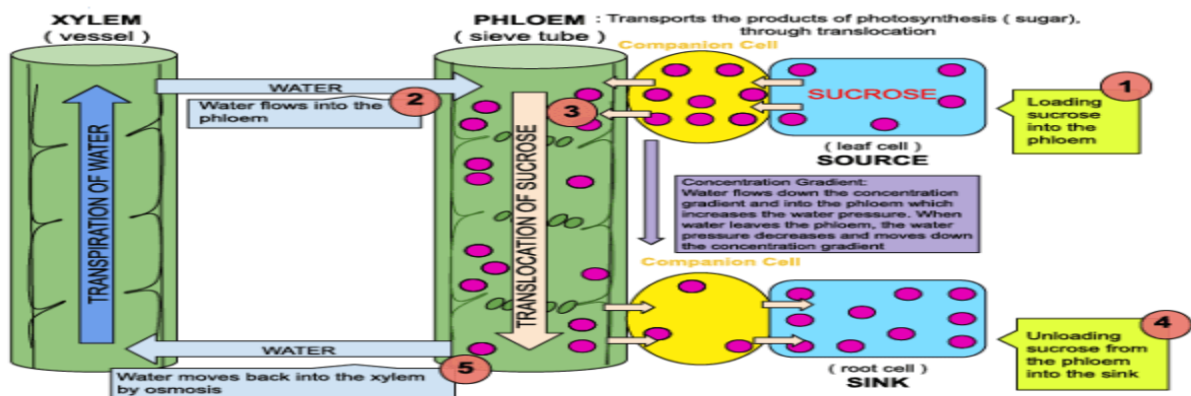 XYLEM
( vessel )
PHLOEM : Transports the products of photosynthesis ( sugar),
( sieve tube ) through translocation
Companion Cell
WATER
2
Water flows into the
phloem
3
SUCROSE
1
Loading
sucrose
into the
phloem
( leaf cell )
SOURCE
TRANSPIRATION OF WATER
TRANSLOCATION OF SUCROSE
Concentration Gradient:
Water flows down the concentration
gradient and into the phloem which
increases the water pressure. When
water leaves the phloem, the water
pressure decreases and moves down
the concentration gradient
Companion Cell
WATER
5
Water moves back into the xylem
by osmosis
4
Unloading
sucrose from
the phloem
into the sink
( root cell )
SINK